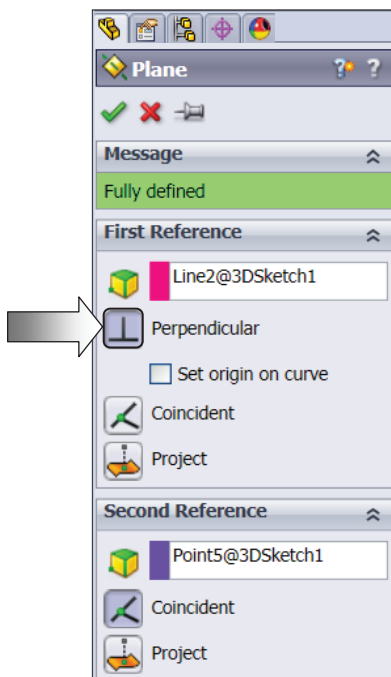 Plane ? ?
Message
Fully defined
First Reference
Line2@3DSketch1
Perpendicular
Set origin on curve
Coincident
Project
Second Reference
Point5@3DSketch1
Coincident
Project